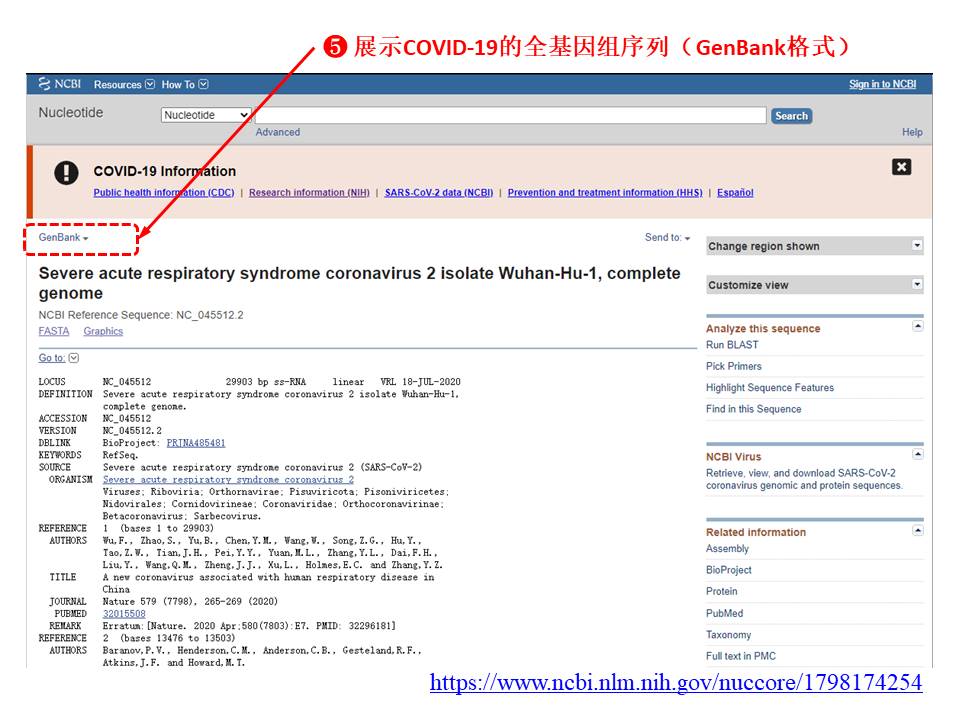 ❺ 展示COVID-19的全基因组序列（GenBank格式）
NCBI Resources How To Sign in to NCBI
Nucleotide Nucleotide Search
Advanced Help
COVID-19 Information
Public health information (CDC) | Research information (NIH) | SARS-CoV-2 data (NCBI) | Prevention and treatment information (HHS) | Español
GenBank Send to:
Severe acute respiratory syndrome coronavirus 2 isolate Wuhan-Hu-1, complete
genome
NCBI Reference Sequence: NC_045512.2
FASTA Graphics
Go to:
LOCUS NC_045512 29903 bp ss-RNA linear VRL 18-JUL-2020
DEFINITION Severe acute respiratory syndrome coronavirus 2 isolate Wuhan-Hu-1,
complete genome.
ACCESSION NC_045512
VERSION NC_045512.2
DBLINK BioProject: PRJNA485481
KEYWORDS RefSeq.
SOURCE Severe acute respiratory syndrome coronavirus 2 (SARS-CoV-2)
ORGANISM Severe acute respiratory syndrome coronavirus 2
Viruses; Riboviria; Orthornavirae; Pisuviricota; Pisoniviricetes;
Nidovirales; Cornidovirineae; Coronaviridae; Orthocoronavirinae;
Betacoronavirus; Sarbecovirus.
REFERENCE 1 (bases 1 to 29903)
AUTHORS Wu,F., Zhao,S., Yu,B., Chen,Y.M., Wang,W., Song,Z.G., Hu,Y.,
Tao,Z.W., Tian,J.H., Pei,Y.Y., Yuan,M.L., Zhang,Y.L., Dai,F.H.,
Liu,Y., Wang,Q.M., Zheng,J.J., Xu,L., Holmes,E.C. and Zhang,Y.Z.
TITLE A new coronavirus associated with human respiratory disease in
China
JOURNAL Nature 579 (7798), 265-269 (2020)
PUBMED 32015508
REMARK Erratum:[Nature. 2020 Apr;580(7803):E7. PMID: 32296181]
REFERENCE 2 (bases 13476 to 13503)
AUTHORS Baranov,P.V., Henderson,C.M., Anderson,C.B., Gesteland,R.F.,
Atkins,J.F. and Howard,M.T.
Change region shown
Customize view
Analyze this sequence
Run BLAST
Pick Primers
Highlight Sequence Features
Find in this Sequence
NCBI Virus
Retrieve, view, and download SARS-CoV-2
coronavirus genomic and protein sequences.
Related information
Assembly
BioProject
Protein
PubMed
Taxonomy
Full text in PMC
https://www.ncbi.nlm.nih.gov/nuccore/1798174254